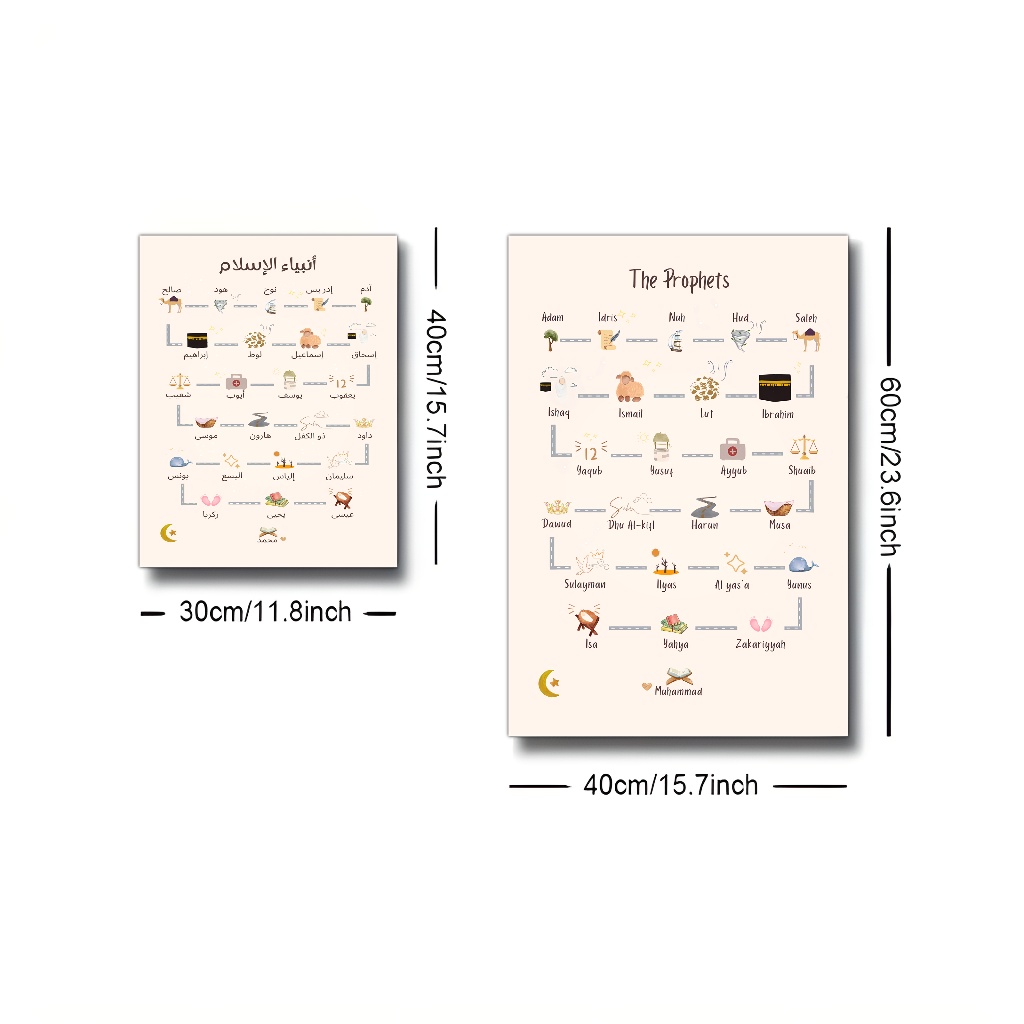 أنبياء الإسلام
آدم إدريس نوح هود صالح
إسحاق إسماعيل لوط إبراهيم
12
يعقوب يوسف أيوب شعيب
داود ذو الكفل هارون موسى
سليمان إلياس اليسع يونس
عيسى يحيى زكريا
محمد
40cm/15.7inch
30cm/11.8inch
The Prophets
Adam Idris Nuh Hud Saleh
Ishaq Ismail Lut Ibrahim
12
Yaqub Yusuf Ayyub Shuaib
Dawud Dhu Al-kifl Harun Musa
Sulayman Ilyas Al yas'a Yunus
Isa Yahya Zakariyyah
Muhammad
60cm/23.6inch
40cm/15.7inch